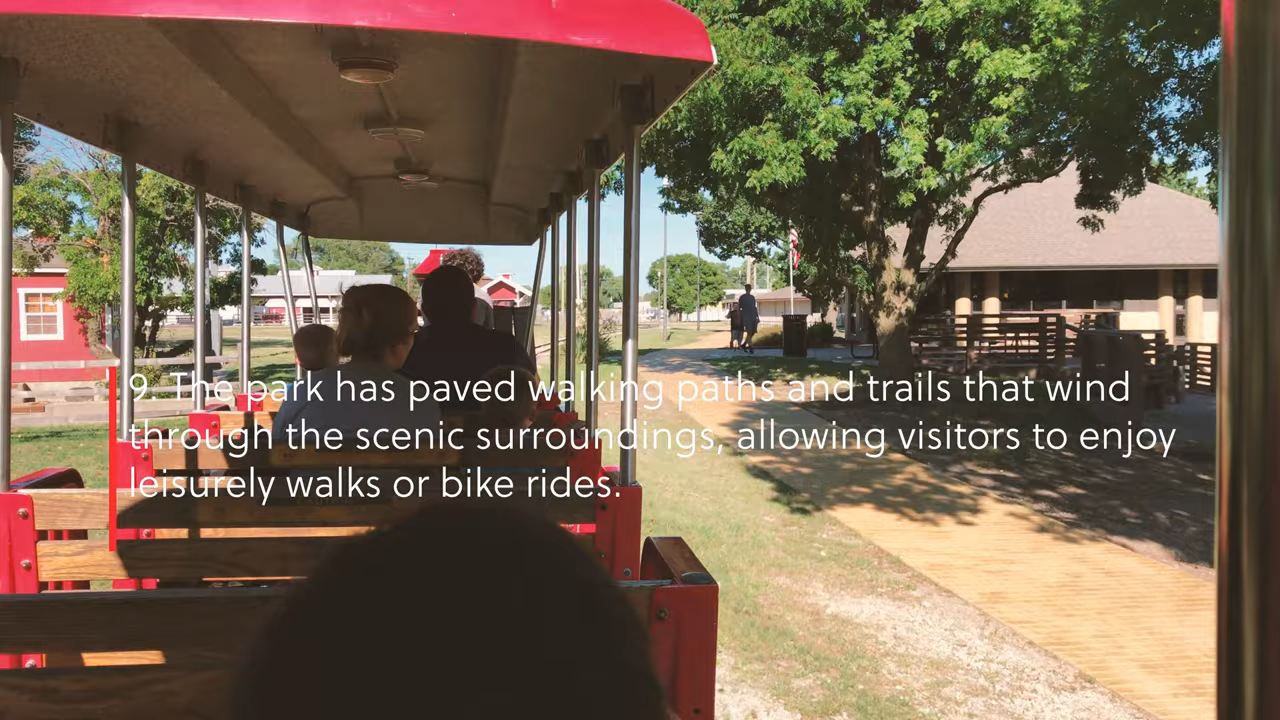 9. The park has paved walking paths and trails that wind
through the scenic surroundings, allowing visitors to enjoy
leisurely walks or bike rides.